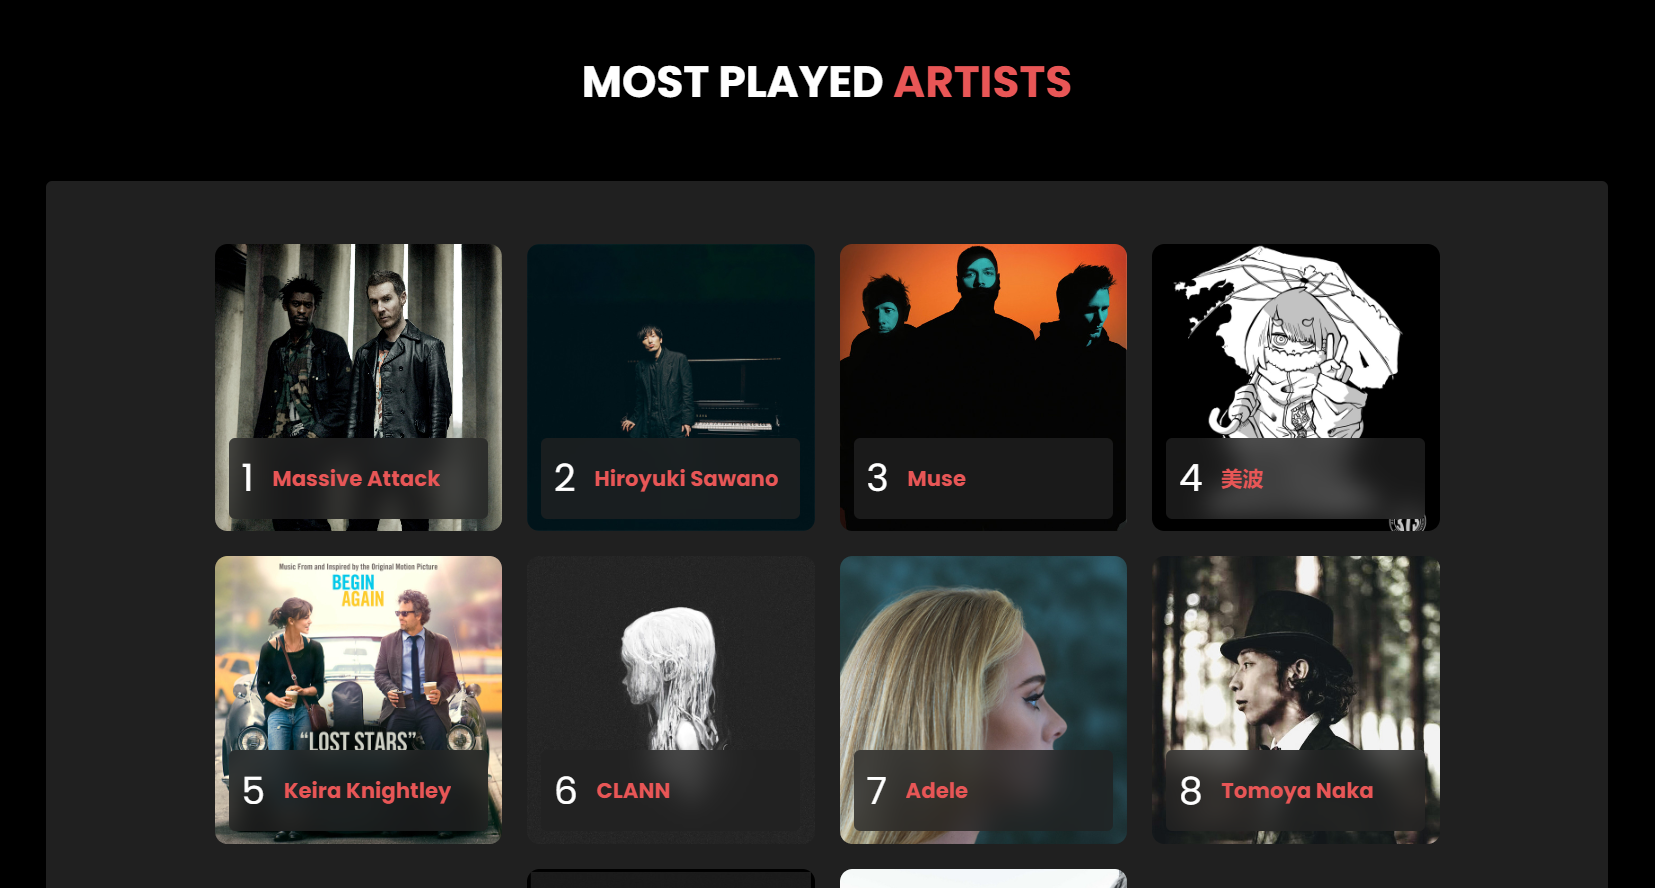 MOST PLAYED ARTISTS
1 Massive Attack
2 Hiroyuki Sawano
3 Muse
4 美波
Music From and Inspired by the Original Motion Picture
BEGIN
AGAIN
“LOST STARS”
5 Keira Knightley
6 CLANN
7 Adele
8 Tomoya Naka